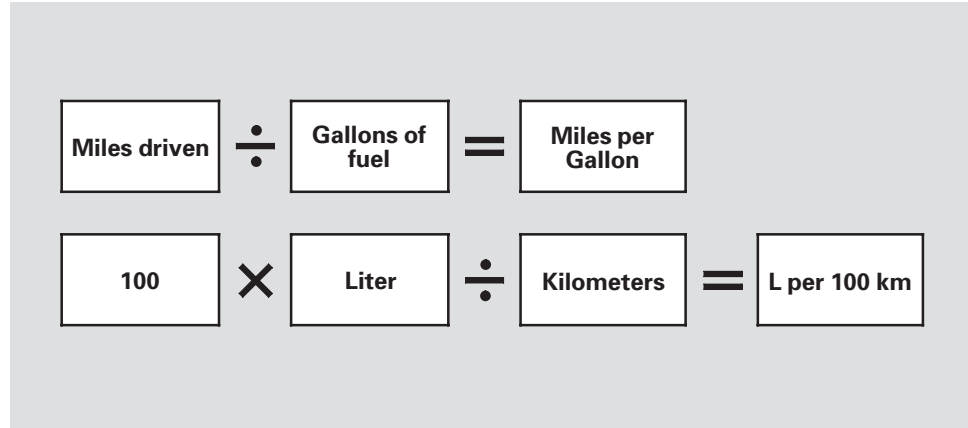 Miles driven ÷ Gallons of fuel = Miles per Gallon
100 × Liter ÷ Kilometers = L per 100 km